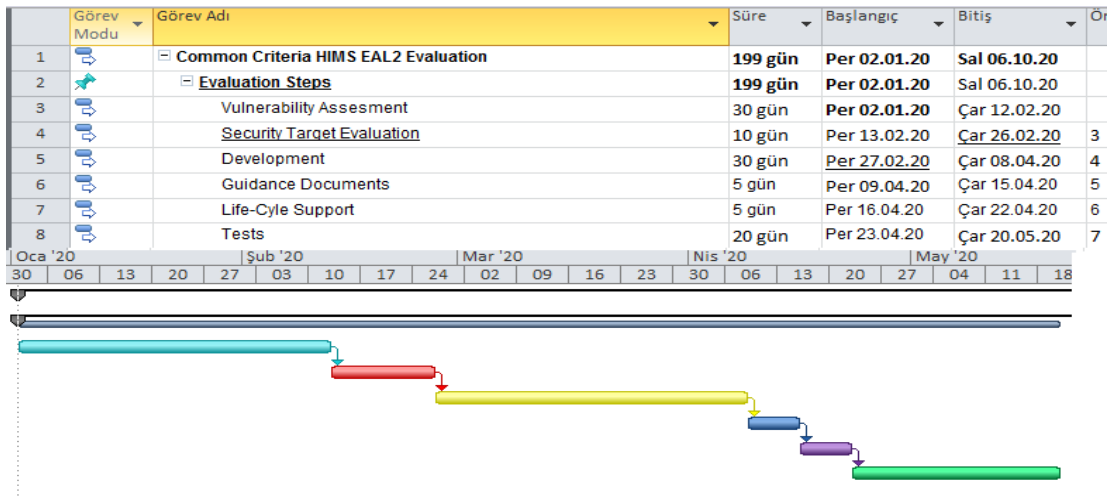 Görev Modu Görev Adı Süre Başlangıç Bitiş Ön
1 Common Criteria HIMS EAL2 Evaluation 199 gün Per 02.01.20 Sal 06.10.20
2 Evaluation Steps 199 gün Per 02.01.20 Sal 06.10.20
3 Vulnerability Assesment 30 gün Per 02.01.20 Çar 12.02.20
4 Security Target Evaluation 10 gün Per 13.02.20 Çar 26.02.20 3
5 Development 30 gün Per 27.02.20 Çar 08.04.20 4
6 Guidance Documents 5 gün Per 09.04.20 Çar 15.04.20 5
7 Life-Cyle Support 5 gün Per 16.04.20 Çar 22.04.20 6
8 Tests 20 gün Per 23.04.20 Çar 20.05.20 7
Oca '20 Şub '20 Mar '20 Nis '20 May '20
30 06 13 20 27 03 10 17 24 02 09 16 23 30 06 13 20 27 04 11 18